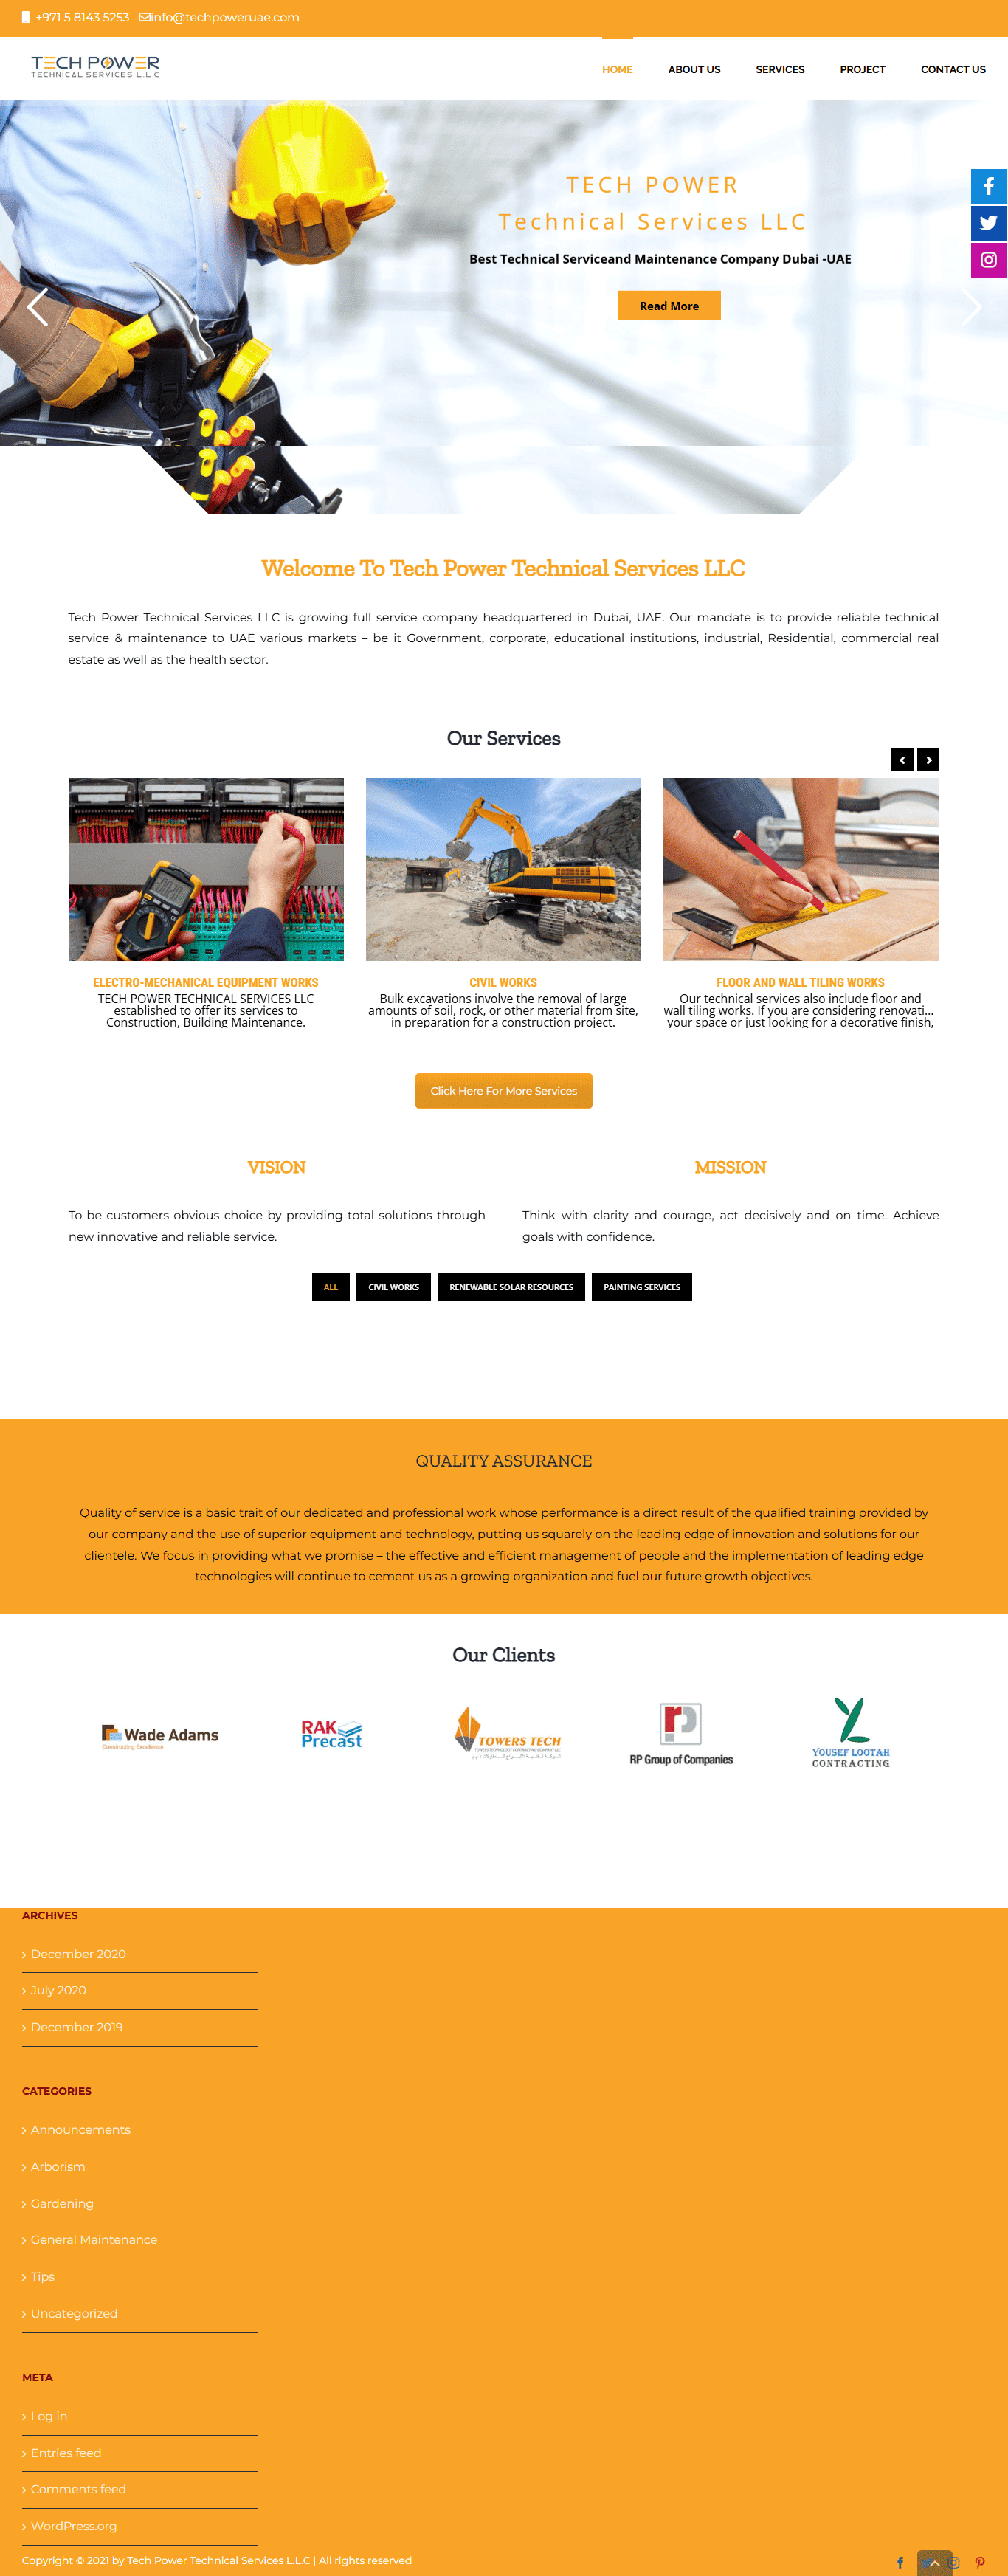 +971 5 8143 5253 info@techpoweruae.com
TECH POWER
TECHNICAL SERVICES L.L.C
HOME
ABOUT US
SERVICES
PROJECT
CONTACT US
TECH POWER
Technical Services LLC
Best Technical Serviceand Maintenance Company Dubai -UAE
Read More
Welcome To Tech Power Technical Services LLC
Tech Power Technical Services LLC is growing full service company headquartered in Dubai, UAE. Our mandate is to provide reliable technical
service & maintenance to UAE various markets – be it Government, corporate, educational institutions, industrial, Residential, commercial real
estate as well as the health sector.
Our Services
ELECTRO-MECHANICAL EQUIPMENT WORKS
TECH POWER TECHNICAL SERVICES LLC
established to offer its services to
Construction, Building Maintenance.
CIVIL WORKS
Bulk excavations involve the removal of large
amounts of soil, rock, or other material from site,
in preparation for a construction project.
FLOOR AND WALL TILING WORKS
Our technical services also include floor and
wall tiling works. If you are considering renovati...
your space or just looking for a decorative finish,
Click Here For More Services
VISION
To be customers obvious choice by providing total solutions through
new innovative and reliable service.
MISSION
Think with clarity and courage, act decisively and on time. Achieve
goals with confidence.
ALL
CIVIL WORKS
RENEWABLE SOLAR RESOURCES
PAINTING SERVICES
QUALITY ASSURANCE
Quality of service is a basic trait of our dedicated and professional work whose performance is a direct result of the qualified training provided by
our company and the use of superior equipment and technology, putting us squarely on the leading edge of innovation and solutions for our
clientele. We focus in providing what we promise – the effective and efficient management of people and the implementation of leading edge
technologies will continue to cement us as a growing organization and fuel our future growth objectives.
Our Clients
Wade Adams
Constructing Excellence
RAK
Precast
TOWERS TECH
TOWERS TECHNOLOGY CONTRACTING COMPANY LLC
RP Group of Companies
YOUSEF LOOTAH
CONTRACTING
ARCHIVES
December 2020
July 2020
December 2019
CATEGORIES
Announcements
Arborism
Gardening
General Maintenance
Tips
Uncategorized
META
Log in
Entries feed
Comments feed
WordPress.org
Copyright © 2021 by Tech Power Technical Services L.L.C | All rights reserved